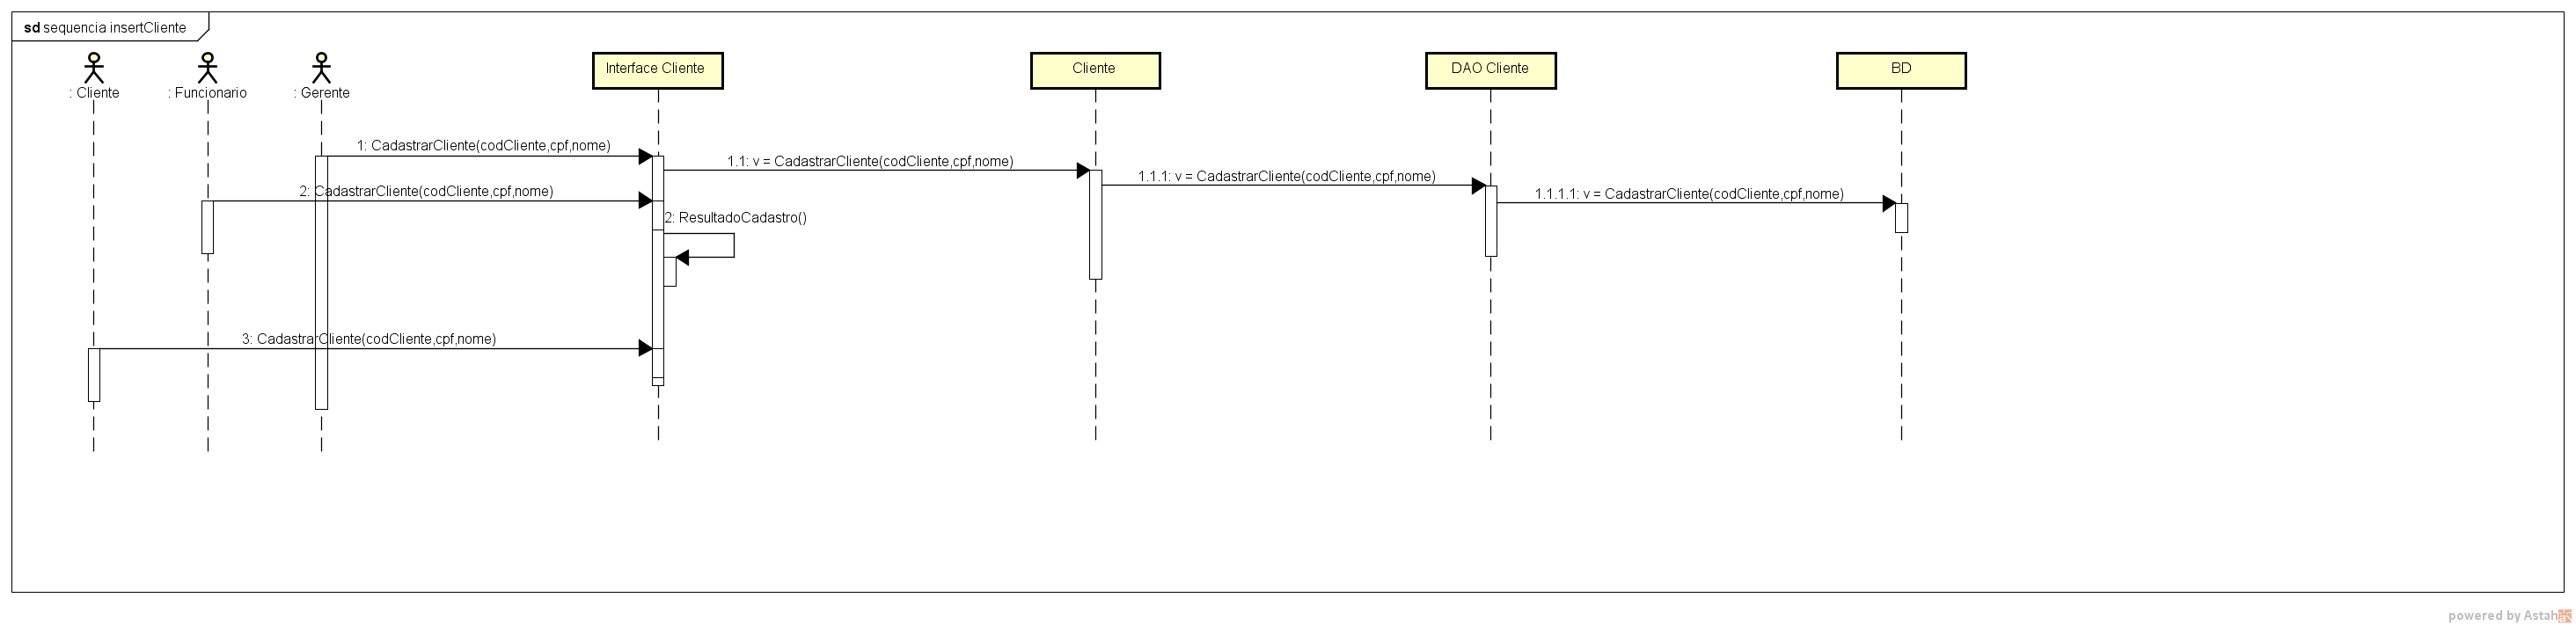 sd sequencia insertCliente
: Cliente
: Funcionario
: Gerente
Interface Cliente
Cliente
DAO Cliente
BD
1: CadastrarCliente(codCliente,cpf,nome)
1.1: v = CadastrarCliente(codCliente,cpf,nome)
1.1.1: v = CadastrarCliente(codCliente,cpf,nome)
1.1.1.1: v = CadastrarCliente(codCliente,cpf,nome)
2: CadastrarCliente(codCliente,cpf,nome)
2: ResultadoCadastro()
3: CadastrarCliente(codCliente,cpf,nome)
powered by Astah